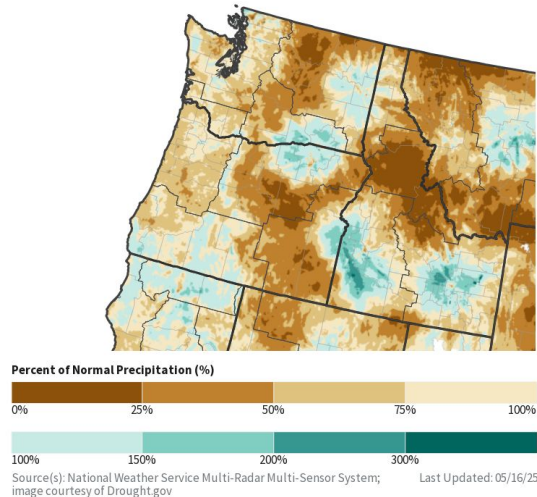 Percent of Normal Precipitation (%)
0% 25% 50% 75% 100%
100% 150% 200% 300%
Source(s): National Weather Service Multi-Radar Multi-Sensor System; Last Updated: 05/16/25
image courtesy of Drought.gov